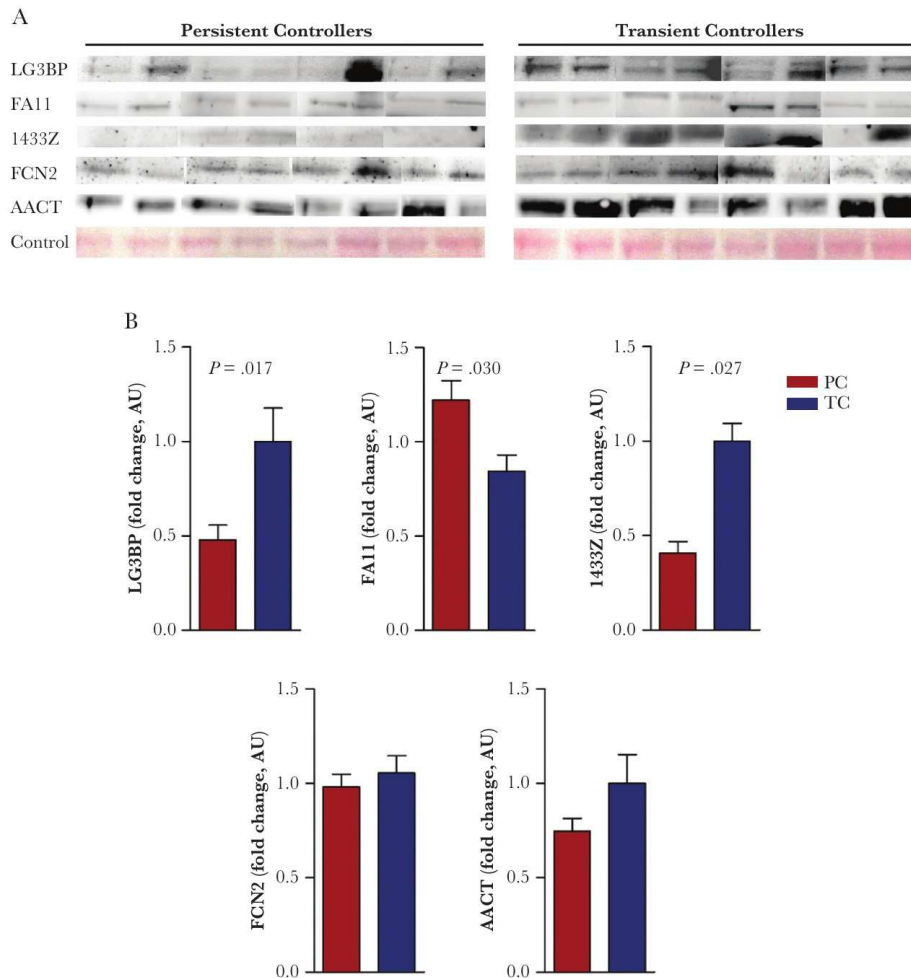 A
Persistent Controllers
Transient Controllers
LG3BP
FA11
1433Z
FCN2
AACT
Control
B
LG3BP (fold change, AU)
1.5
1.0
0.5
0.0
P = .017
FA11 (fold change, AU)
1.5
1.0
0.5
0.0
P = .030
1433Z (fold change, AU)
1.5
1.0
0.5
0.0
P = .027
PC
TC
FCN2 (fold change, AU)
1.5
1.0
0.5
0.0
AACT (fold change, AU)
1.5
1.0
0.5
0.0